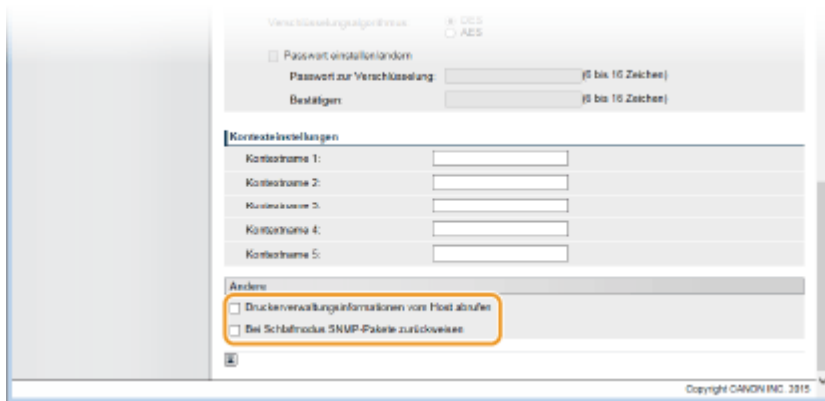 Verschlüsselungsalgorithmus: DES
AES
Passwort einstellen/ändern
Passwort zur Verschlüsselung: (6 bis 16 Zeichen)
Bestätigen: (6 bis 16 Zeichen)
Kontexteinstellungen
Kontextname 1:
Kontextname 2:
Kontextname 3:
Kontextname 4:
Kontextname 5:
Andere
Druckerverwaltungsinformationen vom Host abrufen
Bei Schlafmodus SNMP-Pakete zurückweisen
Copyright CANON INC. 2015